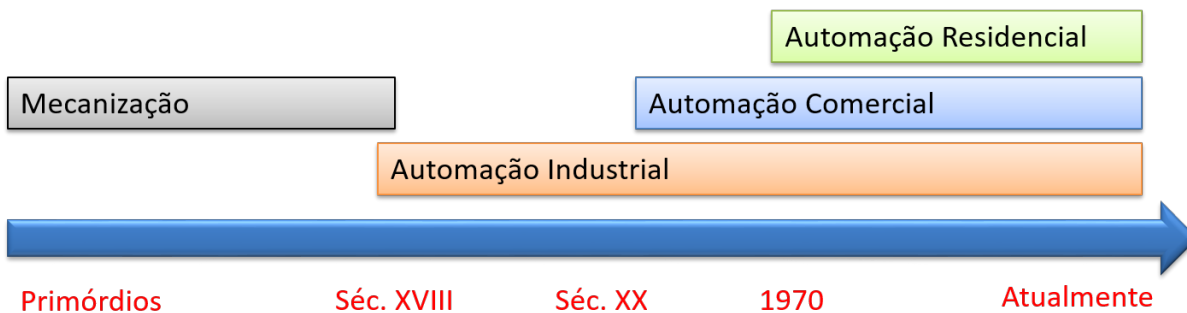 Automação Residencial
Mecanização
Automação Comercial
Automação Industrial
Primórdios
Séc. XVIII
Séc. XX
1970
Atualmente